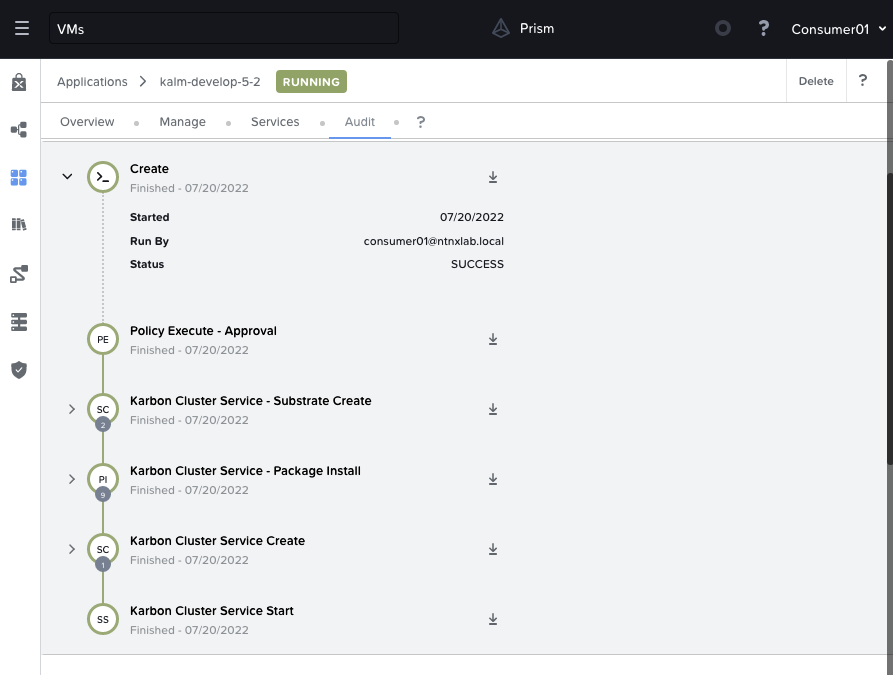 VMs
Prism
?
Consumer01
Applications
kalm-develop-5-2
RUNNING
Delete
?
Overview
Manage
Services
Audit
?
Create
Finished - 07/20/2022
Started 07/20/2022
Run By consumer01@ntnxlab.local
Status SUCCESS
PE
Policy Execute - Approval
Finished - 07/20/2022
SC
2
Karbon Cluster Service - Substrate Create
Finished - 07/20/2022
PI
9
Karbon Cluster Service - Package Install
Finished - 07/20/2022
SC
1
Karbon Cluster Service Create
Finished - 07/20/2022
SS
Karbon Cluster Service Start
Finished - 07/20/2022